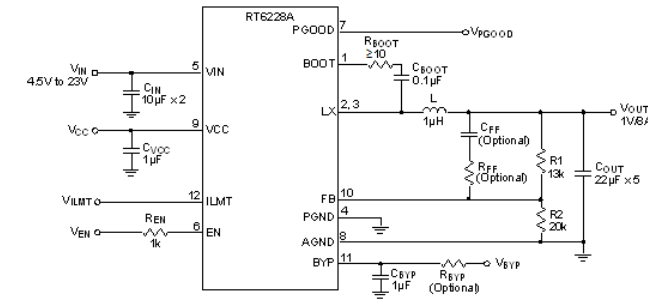 RT6228A
PGOOD
7
VPGOOD
RBOOT
≥10
BOOT
1
CBOOT
0.1µF
VIN
4.5V to 23V
5
VIN
CIN
10µF ×2
LX
2, 3
L
1µH
VOUT
1V/8A
VCC
9
VCC
CVCC
1µF
CFF
(Optional)
RFF
(Optional)
R1
13k
COUT
22µF ×5
VILMT
12
ILMT
FB
10
VEN
REN
1k
6
EN
PGND
4
R2
20k
AGND
8
BYP
11
CBYP
1µF
RBYP
(Optional)
VBYP